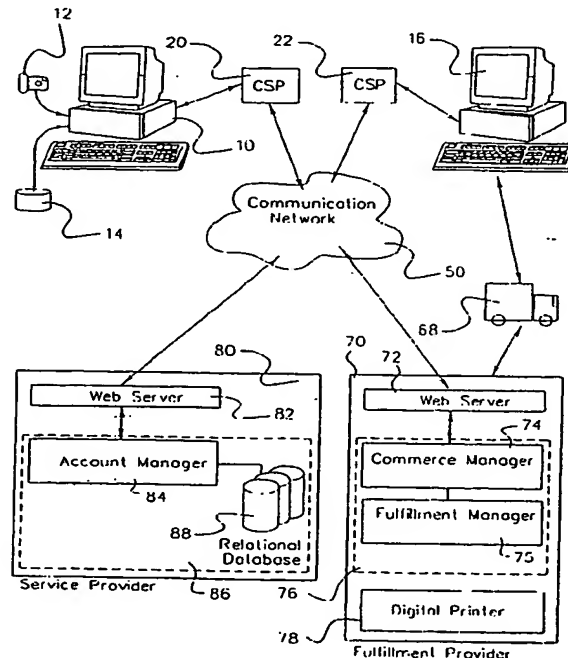 12
20
22
16
CSP
CSP
10
14
Communication
Network
50
68
80
70
72
Web Server
82
Web Server
74
Account Manager
84
Commerce Manager
88
Relational
Database
Fulfillment Manager
75
86
Service Provider
76
Digital Printer
78
Fulfillment Provider